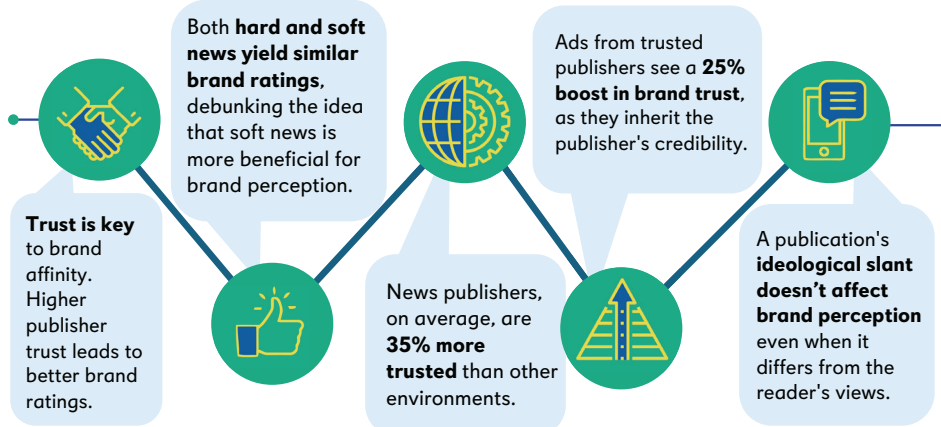 Trust is key
to brand
affinity.
Higher
publisher
trust leads to
better brand
ratings.
Both hard and soft
news yield similar
brand ratings,
debunking the idea
that soft news is
more beneficial for
brand perception.
News publishers,
on average, are
35% more
trusted than other
environments.
Ads from trusted
publishers see a 25%
boost in brand trust,
as they inherit the
publisher's credibility.
A publication's
ideological slant
doesn’t affect
brand perception
even when it
differs from the
reader's views.